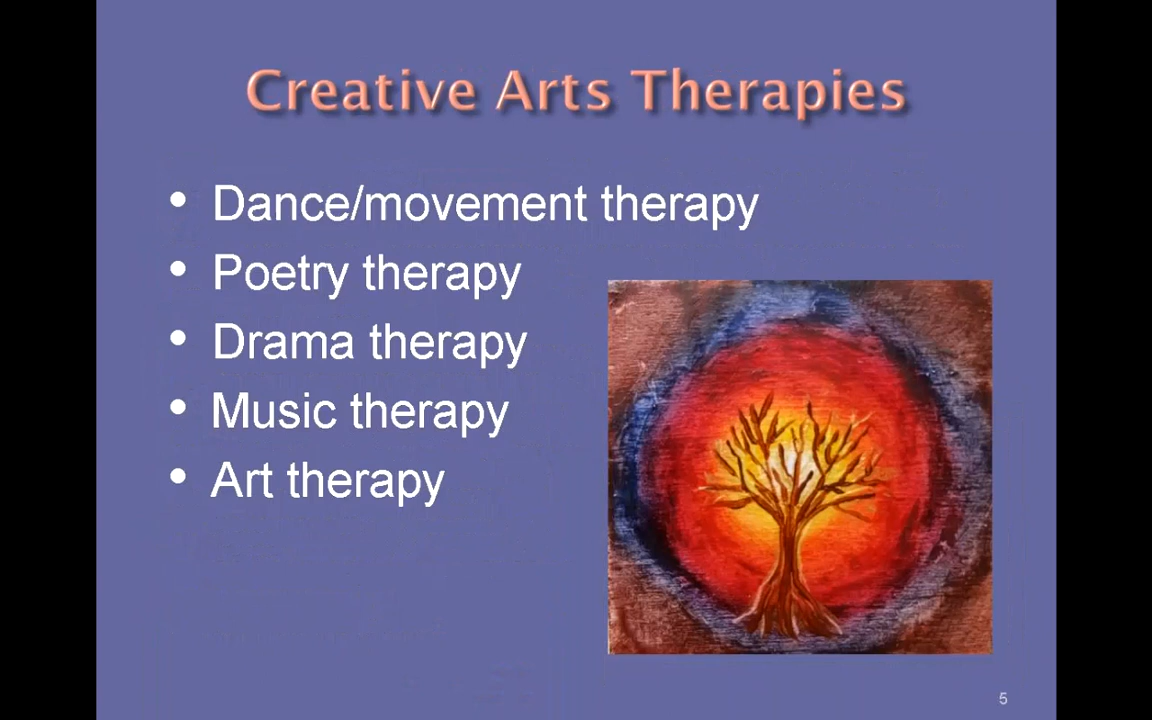 Creative Arts Therapies
• Dance/movement therapy
• Poetry therapy
• Drama therapy
• Music therapy
• Art therapy
5